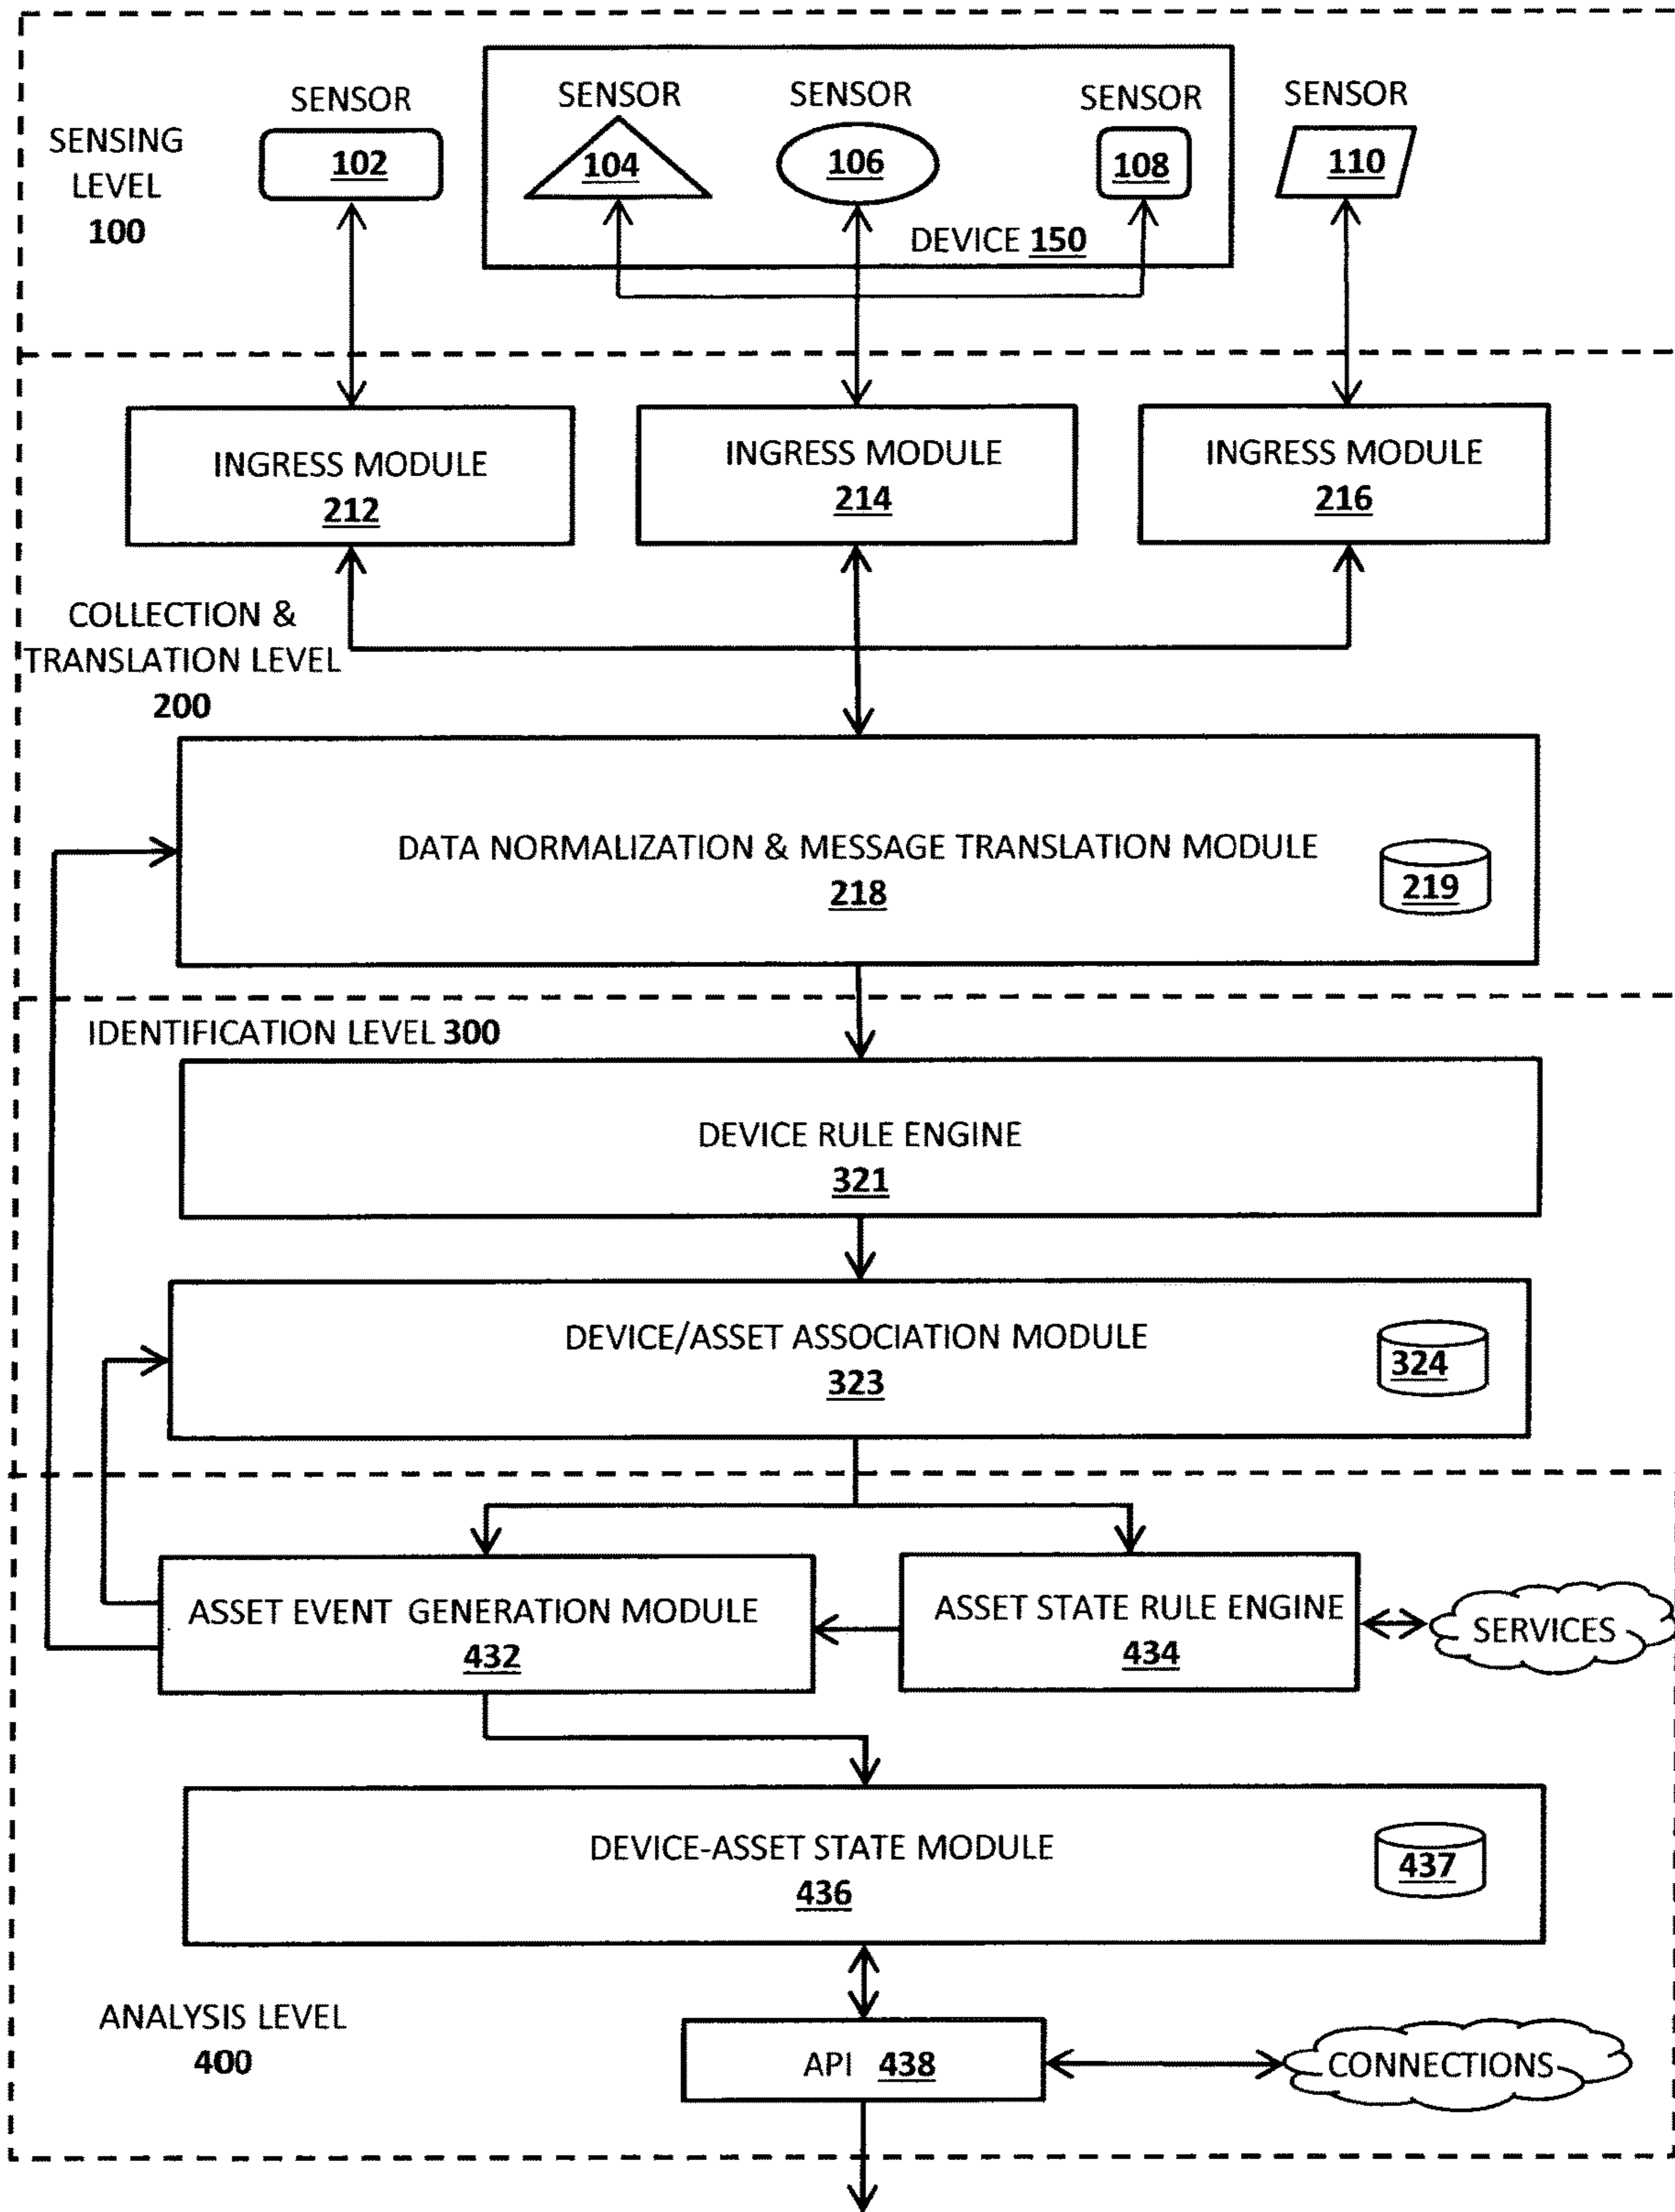 SENSING
LEVEL
100
SENSOR
102
SENSOR
104
SENSOR
106
SENSOR
108
DEVICE 150
SENSOR
110
INGRESS MODULE
212
INGRESS MODULE
214
INGRESS MODULE
216
COLLECTION &
TRANSLATION LEVEL
200
DATA NORMALIZATION & MESSAGE TRANSLATION MODULE
218
219
IDENTIFICATION LEVEL 300
DEVICE RULE ENGINE
321
DEVICE/ASSET ASSOCIATION MODULE
323
324
ASSET EVENT GENERATION MODULE
432
ASSET STATE RULE ENGINE
434
SERVICES
DEVICE-ASSET STATE MODULE
436
437
ANALYSIS LEVEL
400
API 438
CONNECTIONS